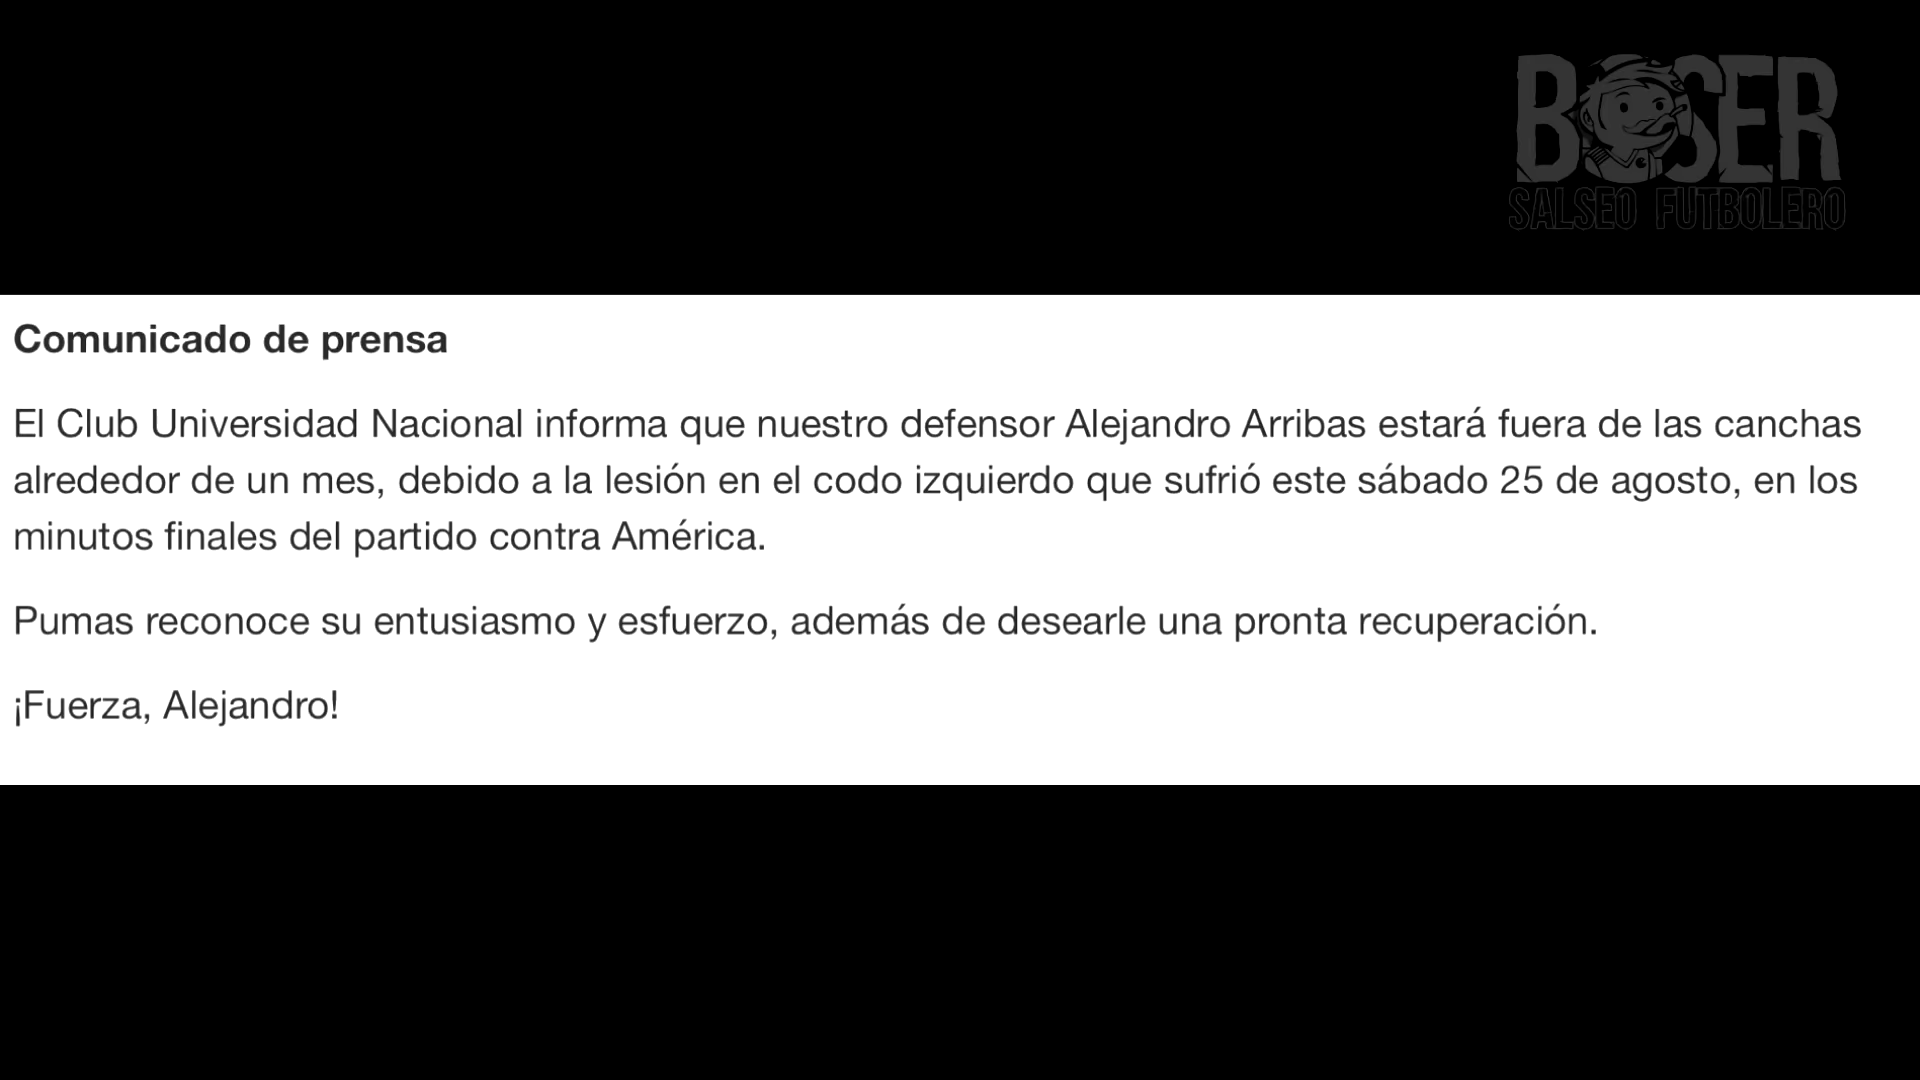 BOSER
SALSEO FUTBOLERO
Comunicado de prensa
El Club Universidad Nacional informa que nuestro defensor Alejandro Arribas estará fuera de las canchas
alrededor de un mes, debido a la lesión en el codo izquierdo que sufrió este sábado 25 de agosto, en los
minutos finales del partido contra América.
Pumas reconoce su entusiasmo y esfuerzo, además de desearle una pronta recuperación.
¡Fuerza, Alejandro!